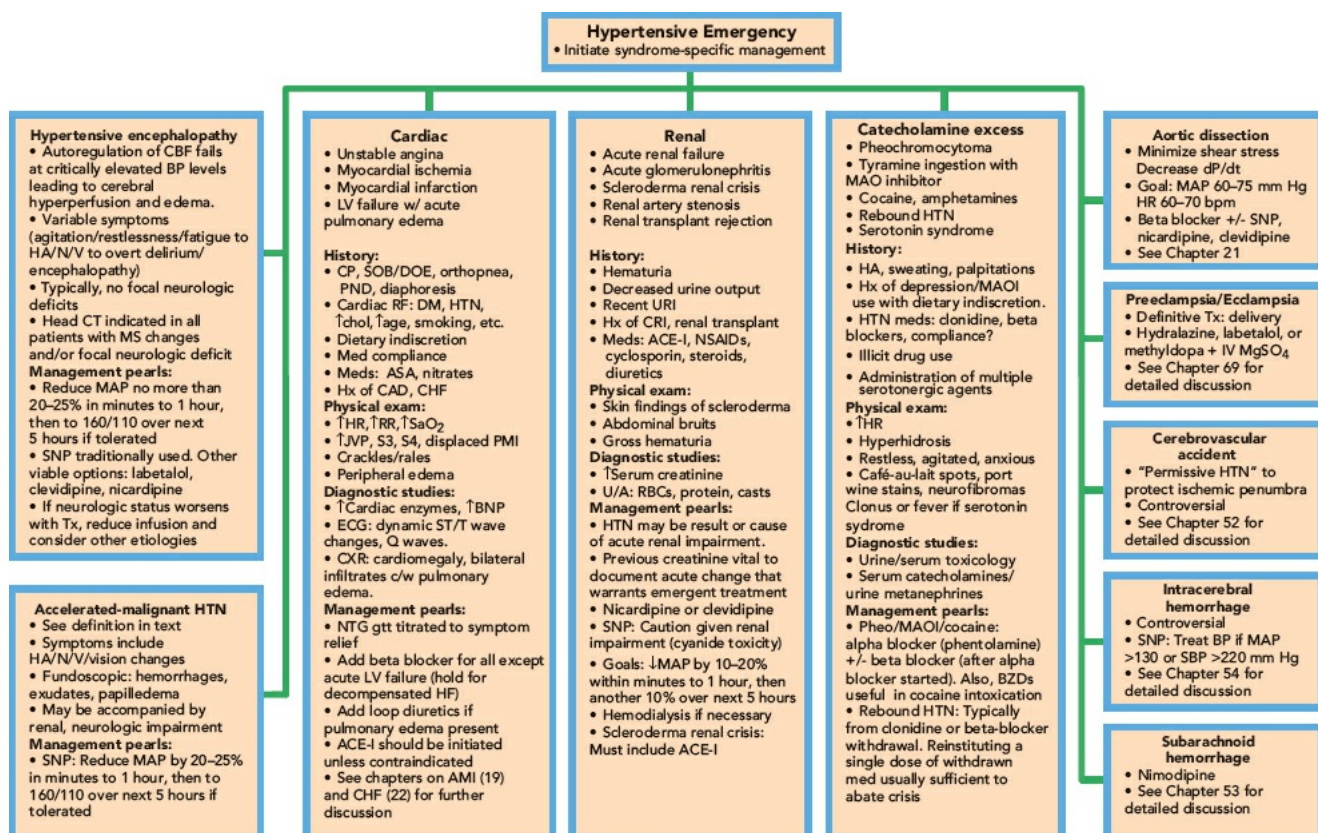 Hypertensive Emergency
• Initiate syndrome-specific management
Hypertensive encephalopathy
• Autoregulation of CBF fails
at critically elevated BP levels
leading to cerebral
hyperperfusion and edema.
• Variable symptoms
(agitation/restlessness/fatigue to
HA/N/V to overt delirium/
encephalopathy)
• Typically, no focal neurologic
deficits
• Head CT indicated in all
patients with MS changes
and/or focal neurologic deficit
Management pearls:
• Reduce MAP no more than
20–25% in minutes to 1 hour,
then to 160/110 over next
5 hours if tolerated
• SNP traditionally used. Other
viable options: labetalol,
clevidipine, nicardipine
• If neurologic status worsens
with Tx, reduce infusion and
consider other etiologies
Accelerated-malignant HTN
• See definition in text
• Symptoms include
HA/N/V/vision changes
• Fundoscopic: hemorrhages,
exudates, papilledema
• May be accompanied by
renal, neurologic impairment
Management pearls:
• SNP: Reduce MAP by 20–25%
in minutes to 1 hour, then to
160/110 over next 5 hours if
tolerated
Cardiac
• Unstable angina
• Myocardial ischemia
• Myocardial infarction
• LV failure w/ acute
pulmonary edema
History:
• CP, SOB/DOE, orthopnea,
PND, diaphoresis
• Cardiac RF: DM, HTN,
↑chol,↑age, smoking, etc.
• Dietary indiscretion
• Med compliance
• Meds: ASA, nitrates
• Hx of CAD, CHF
Physical exam:
• ↑HR,↑RR,↑SaO₂
• ↑JVP, S3, S4, displaced PMI
• Crackles/rales
• Peripheral edema
Diagnostic studies:
• ↑Cardiac enzymes, ↑BNP
• ECG: dynamic ST/T wave
changes, Q waves.
• CXR: cardiomegaly, bilateral
infiltrates c/w pulmonary
edema.
Management pearls:
• NTG gtt titrated to symptom
relief
• Add beta blocker for all except
acute LV failure (hold for
decompensated HF)
• Add loop diuretics if
pulmonary edema present
• ACE-I should be initiated
unless contraindicated
• See chapters on AMI (19)
and CHF (22) for further
discussion
Renal
• Acute renal failure
• Acute glomerulonephritis
• Scleroderma renal crisis
• Renal artery stenosis
• Renal transplant rejection
History:
• Hematuria
• Decreased urine output
• Recent URI
• Hx of CRI, renal transplant
• Meds: ACE-I, NSAIDs,
cyclosporin, steroids,
diuretics
Physical exam:
• Skin findings of scleroderma
• Abdominal bruits
• Gross hematuria
Diagnostic studies:
• ↑Serum creatinine
• U/A: RBCs, protein, casts
Management pearls:
• HTN may be result or cause
of acute renal impairment.
• Previous creatinine vital to
document acute change that
warrants emergent treatment
• Nicardipine or clevidipine
• SNP: Caution given renal
impairment (cyanide toxicity)
• Goals: ↓MAP by 10–20%
within minutes to 1 hour, then
another 10% over next 5 hours
• Hemodialysis if necessary
• Scleroderma renal crisis:
Must include ACE-I
Catecholamine excess
• Pheochromocytoma
• Tyramine ingestion with
MAO inhibitor
• Cocaine, amphetamines
• Rebound HTN
• Serotonin syndrome
History:
• HA, sweating, palpitations
• Hx of depression/MAOI
use with dietary indiscretion.
• HTN meds: clonidine, beta
blockers, compliance?
• Illicit drug use
• Administration of multiple
serotonergic agents
Physical exam:
• ↑HR
• Hyperhidrosis
• Restless, agitated, anxious
• Café-au-lait spots, port
wine stains, neurofibromas
Clonus or fever if serotonin
sydrome
Diagnostic studies:
• Urine/serum toxicology
• Serum catecholamines/
urine metanephrines
Management pearls:
• Pheo/MAOI/cocaine:
alpha blocker (phentolamine)
+/- beta blocker (after alpha
blocker started). Also, BZDs
useful in cocaine intoxication
• Rebound HTN: Typically
from clonidine or beta-blocker
withdrawal. Reinstituting a
single dose of withdrawn
med usually sufficient to
abate crisis
Aortic dissection
• Minimize shear stress
Decrease dP/dt
• Goal: MAP 60–75 mm Hg
HR 60–70 bpm
• Beta blocker +/- SNP,
nicardipine, clevidipine
• See Chapter 21
Preeclampsia/Ecclampsia
• Definitive Tx: delivery
• Hydralazine, labetalol, or
methyldopa + IV MgSO₄
• See Chapter 69 for
detailed discussion
Cerebrovascular
accident
• “Permissive HTN” to
protect ischemic penumbra
• Controversial
• See Chapter 52 for
detailed discussion
Intracerebral
hemorrhage
• Controversial
• SNP: Treat BP if MAP
>130 or SBP >220 mm Hg
• See Chapter 54 for
detailed discussion
Subarachnoid
hemorrhage
• Nimodipine
• See Chapter 53 for
detailed discussion